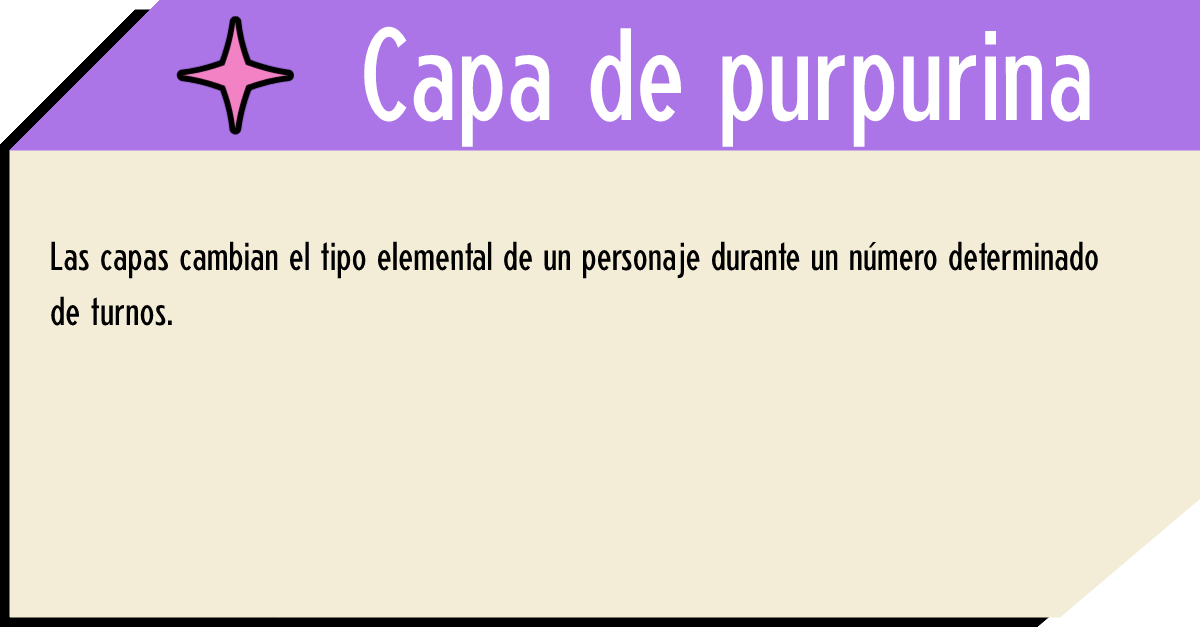 Capa de purpurina
Las capas cambian el tipo elemental de un personaje durante un número determinado
de turnos.